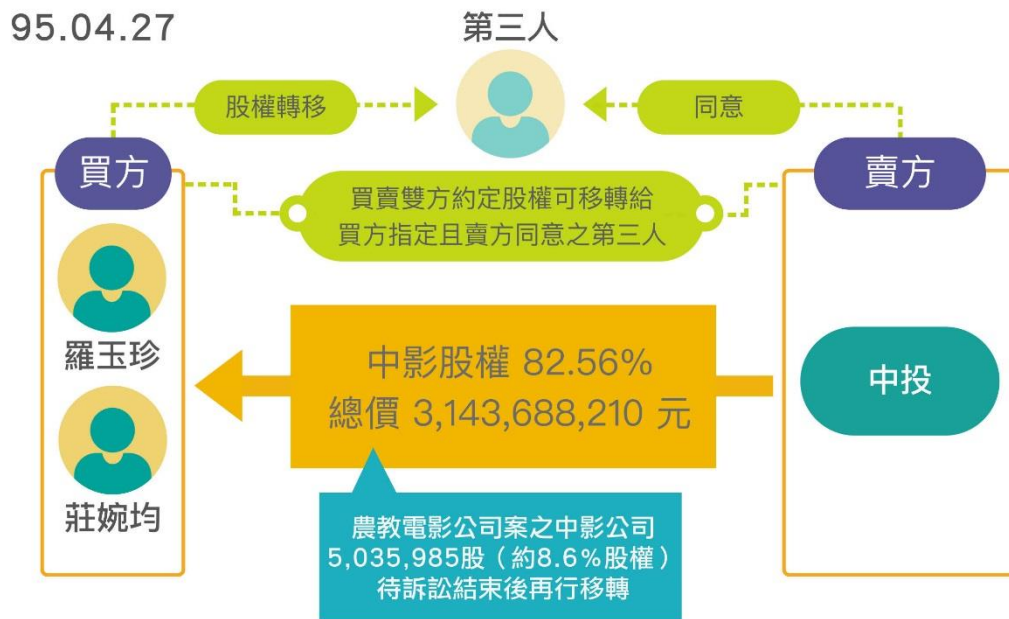 95.04.27
第三人
股權轉移
同意
買方
賣方
買賣雙方約定股權可移轉給
買方指定且賣方同意之第三人
羅玉珍
莊婉均
中影股權 82.56%
總價 3,143,688,210 元
中投
農教電影公司案之中影公司
5,035,985股（約8.6%股權）
待訴訟結束後再行移轉